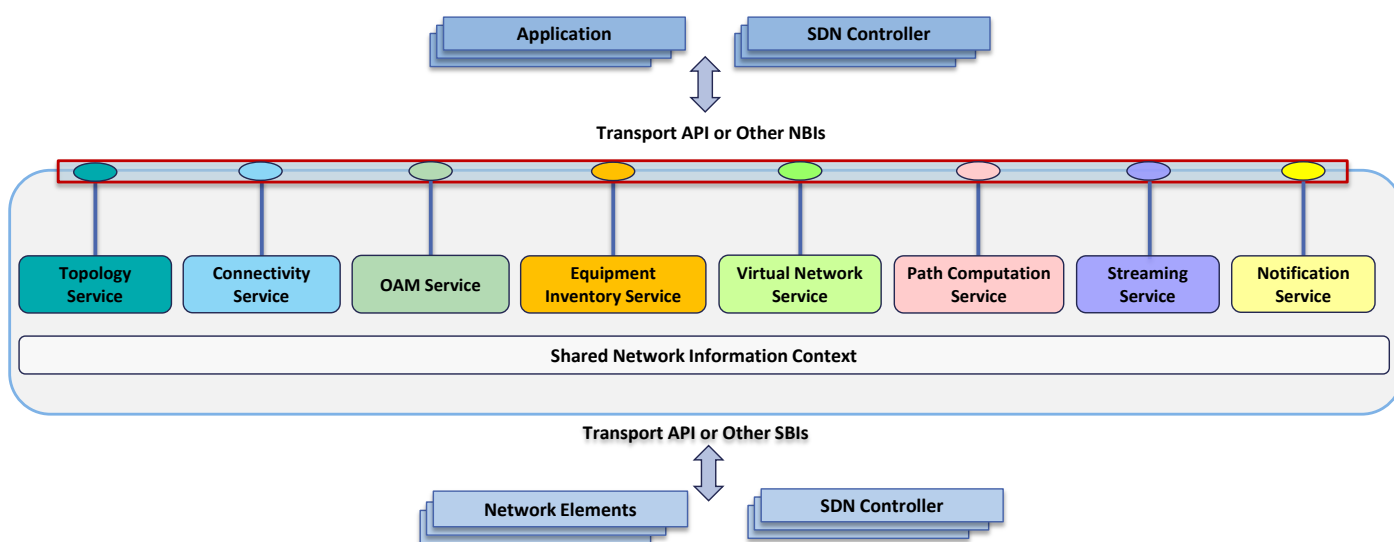 Application
SDN Controller
Transport API or Other NBIs
Topology
Service
Connectivity
Service
OAM Service
Equipment
Inventory Service
Virtual Network
Service
Path Computation
Service
Streaming
Service
Notification
Service
Shared Network Information Context
Transport API or Other SBIs
Network Elements
SDN Controller